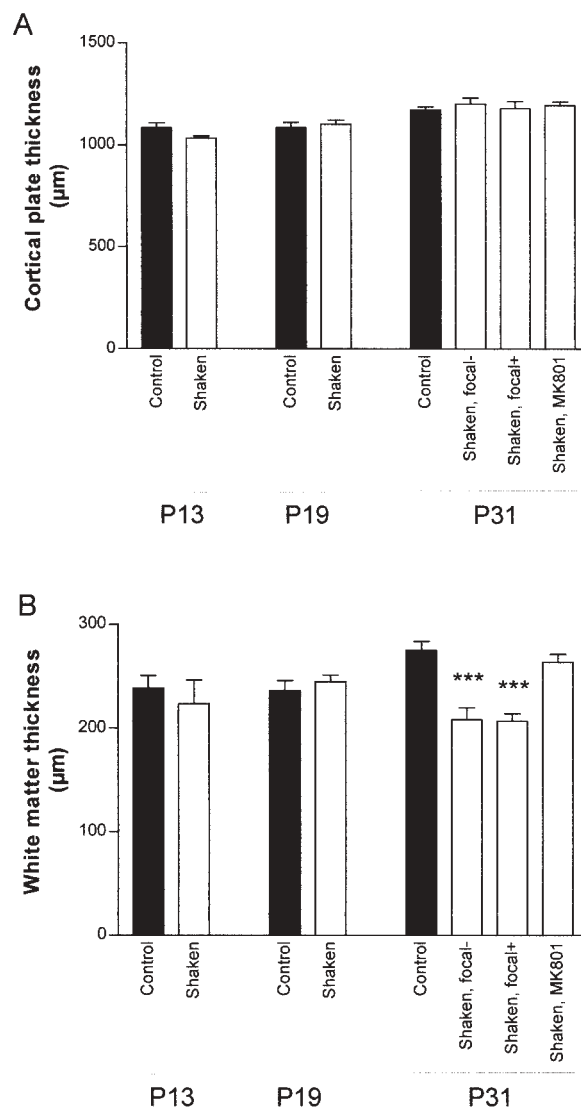 A
Cortical plate thickness
(µm)
1500
1000
500
0
Control
Shaken
Control
Shaken
Control
Shaken, focal-
Shaken, focal+
Shaken, MK801
P13
P19
P31
B
White matter thickness
(µm)
300
200
100
0
***
***
Control
Shaken
Control
Shaken
Control
Shaken, focal-
Shaken, focal+
Shaken, MK801
P13
P19
P31